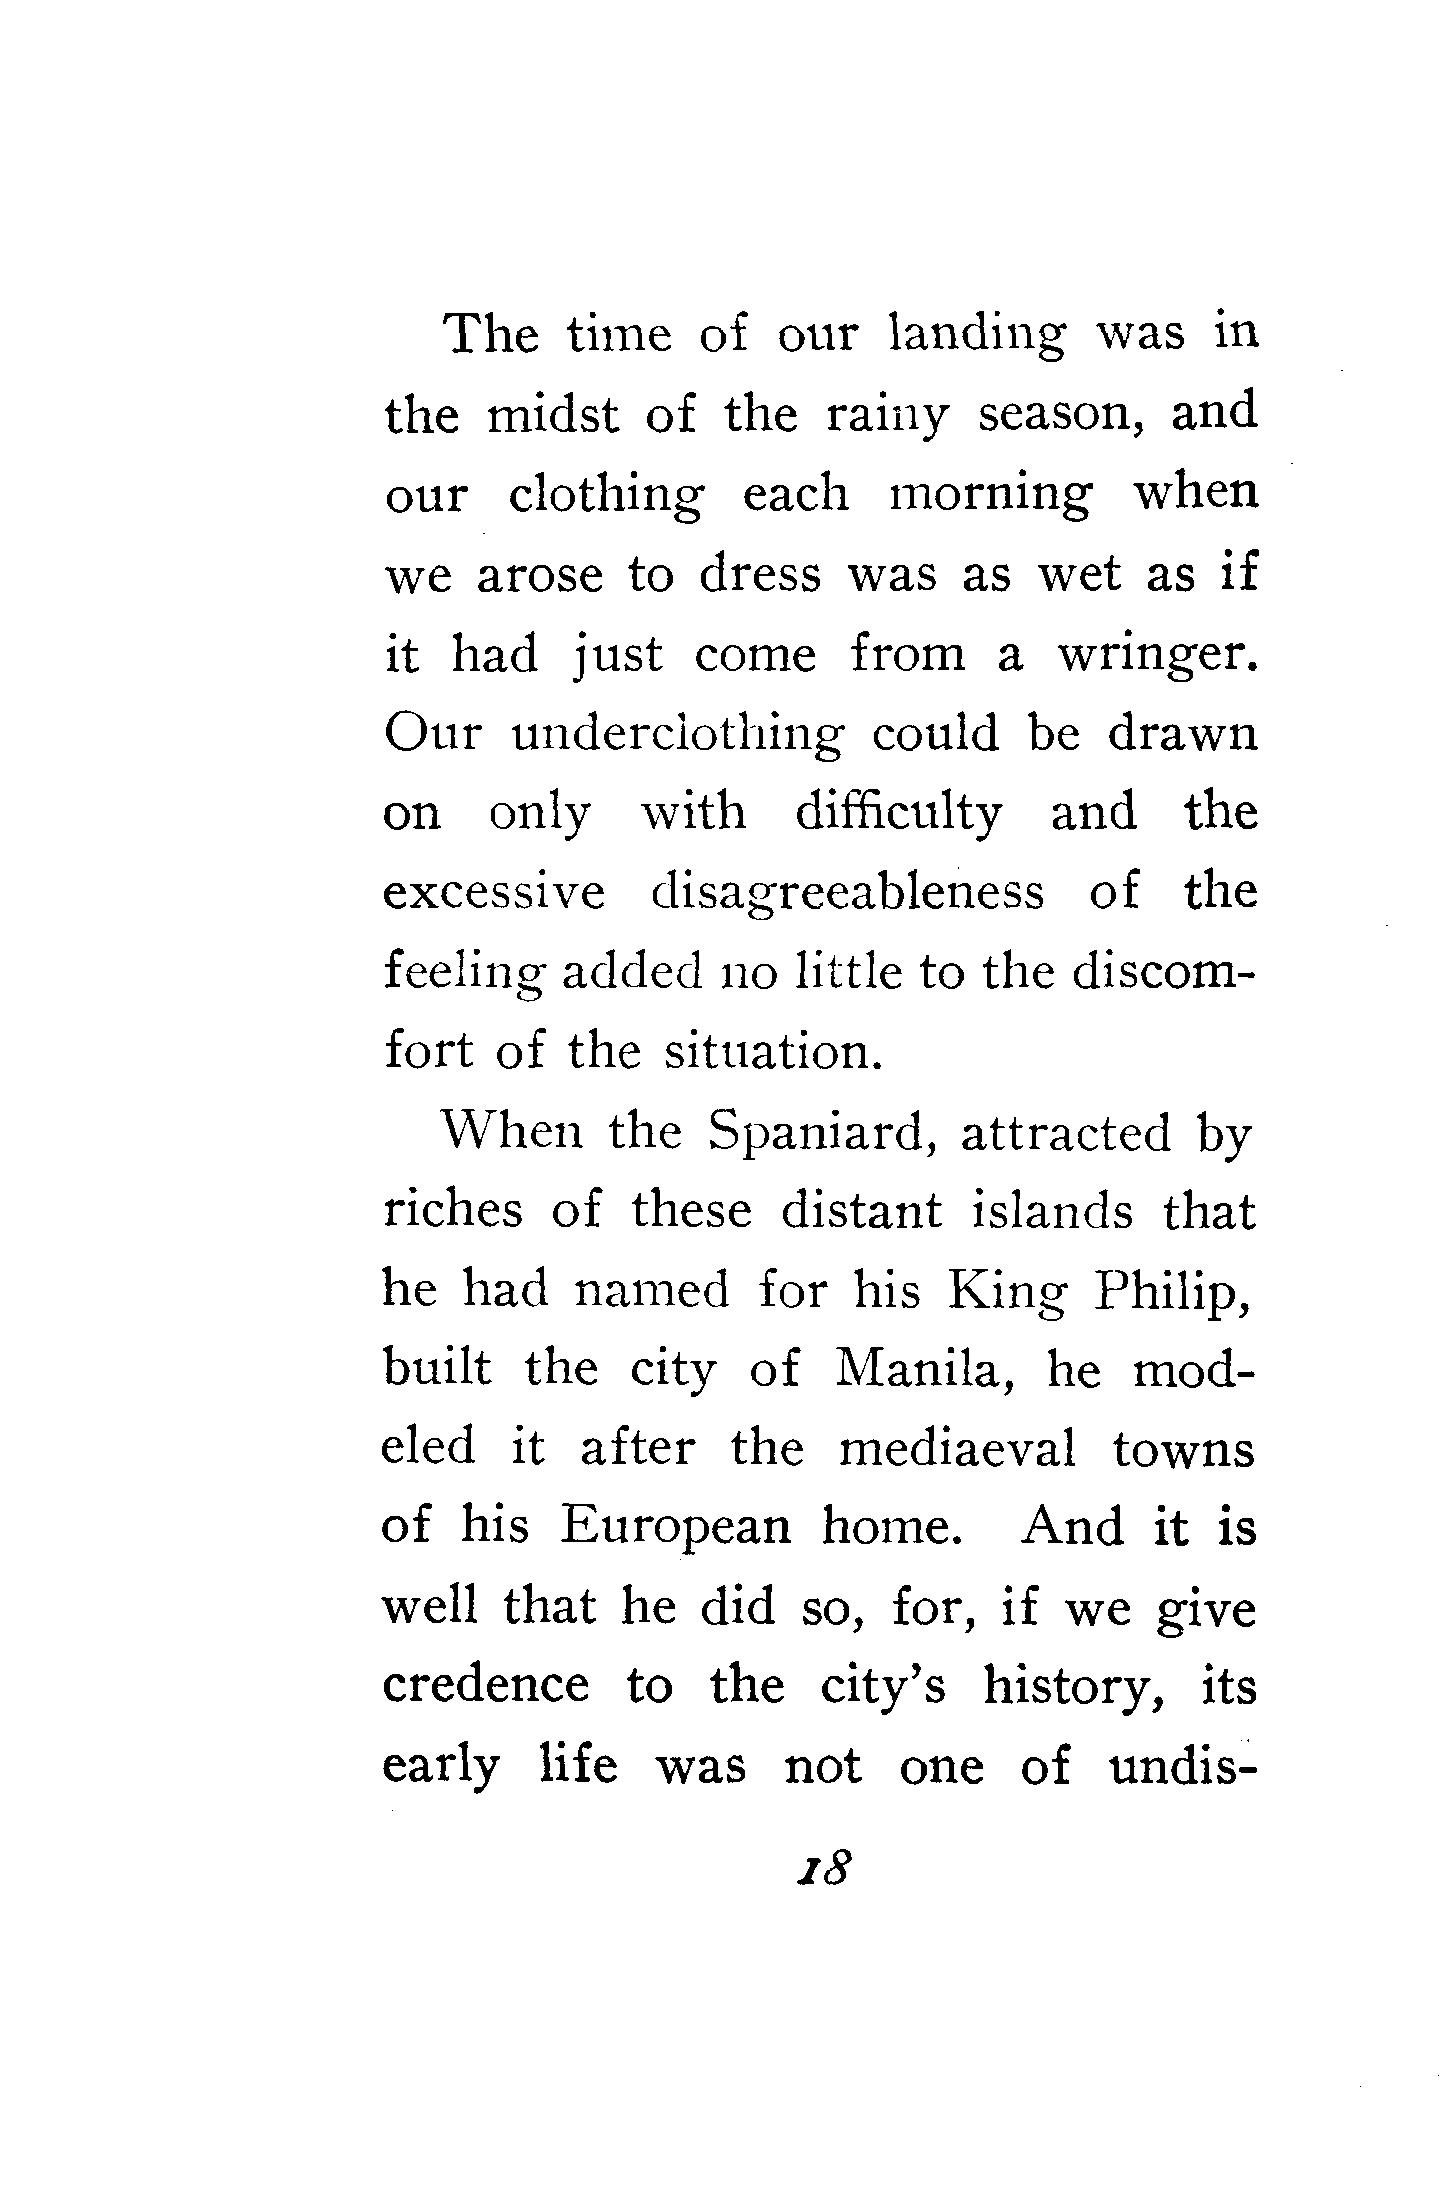 The time of our landing was in
the midst of the rainy season, and
our clothing each morning when
we arose to dress was as wet as if
it had just come from a wringer.
Our underclothing could be drawn
on only with difficulty and the
excessive disagreeableness of the
feeling added no little to the discom-
fort of the situation.
When the Spaniard, attracted by
riches of these distant islands that
he had named for his King Philip,
built the city of Manila, he mod-
eled it after the mediaeval towns
of his European home. And it is
well that he did so, for, if we give
credence to the city's history, its
early life was not one of undis-
18